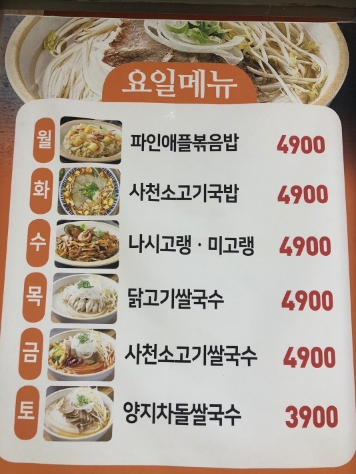 요일메뉴
월 파인애플볶음밥 4900
화 사천소고기국밥 4900
수 나시고랭·미고랭 4900
목 닭고기쌀국수 4900
금 사천소고기쌀국수 4900
토 양지차돌쌀국수 3900